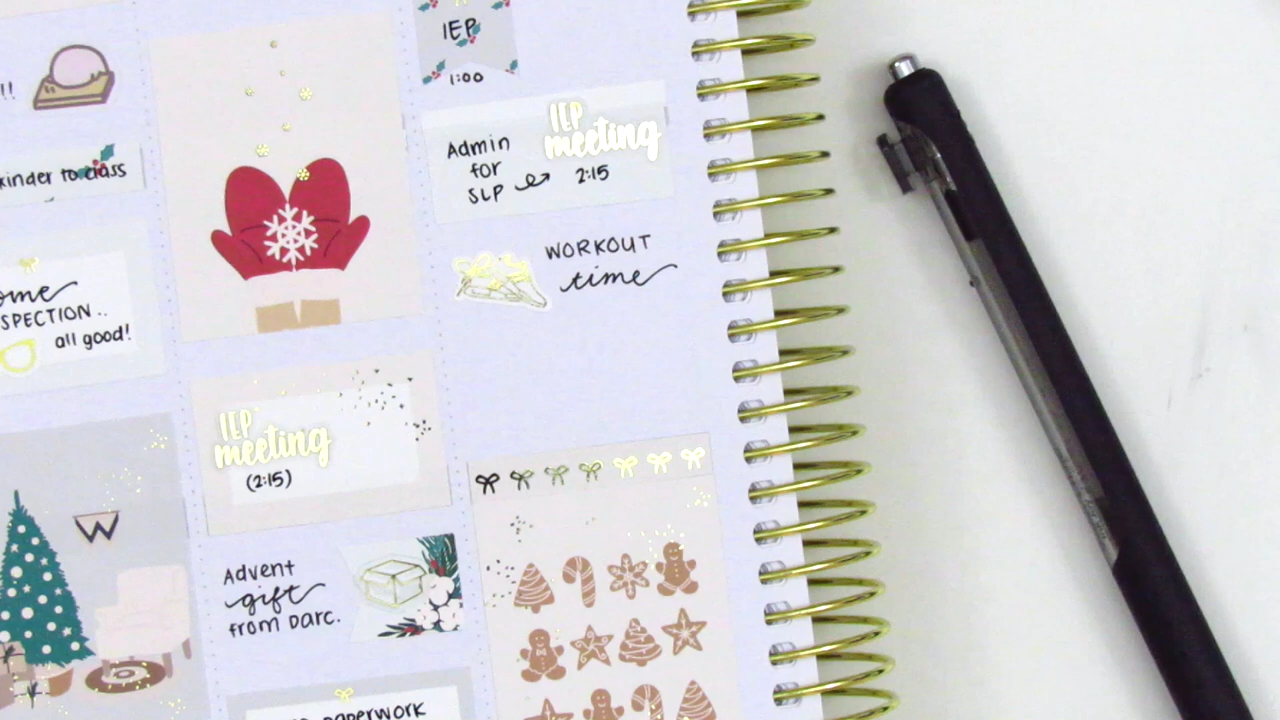 !!
kinder to class
ome
SPECTION..
all good!
W
IEP
meeting
(2:15)
Advent
gift
from Darc.
paperwork
IEP
1:00
Admin
for
SLP
IEP
meeting
2:15
WORKOUT
time